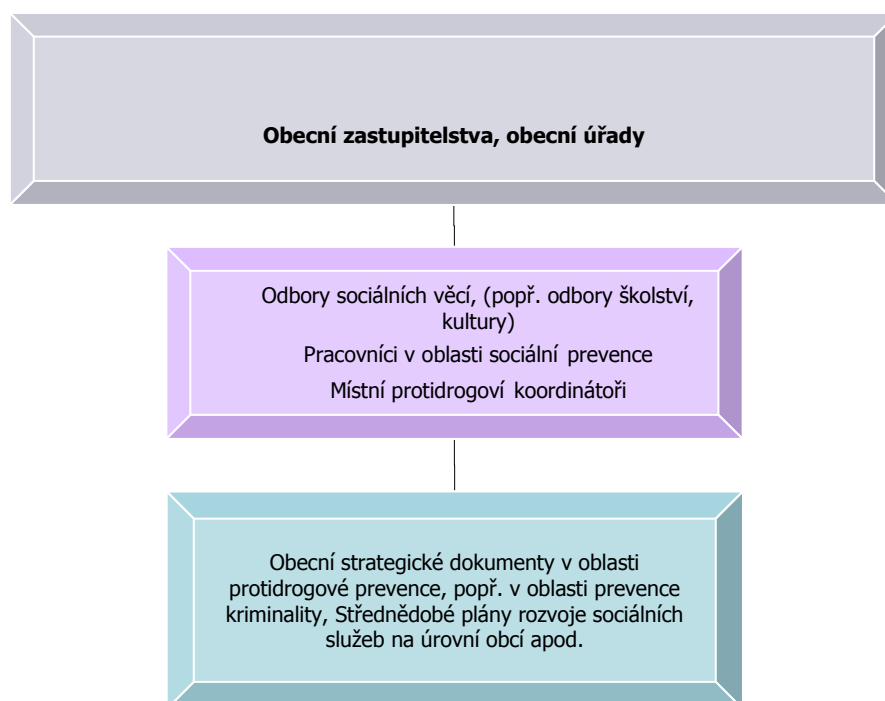 Obecní zastupitelstva, obecní úřady
Odbory sociálních věcí, (popř. odbory školství,
kultury)
Pracovníci v oblasti sociální prevence
Místní protidrogoví koordinátoři
Obecní strategické dokumenty v oblasti
protidrogové prevence, popř. v oblasti prevence
kriminality, Střednědobé plány rozvoje sociálních
služeb na úrovní obcí apod.